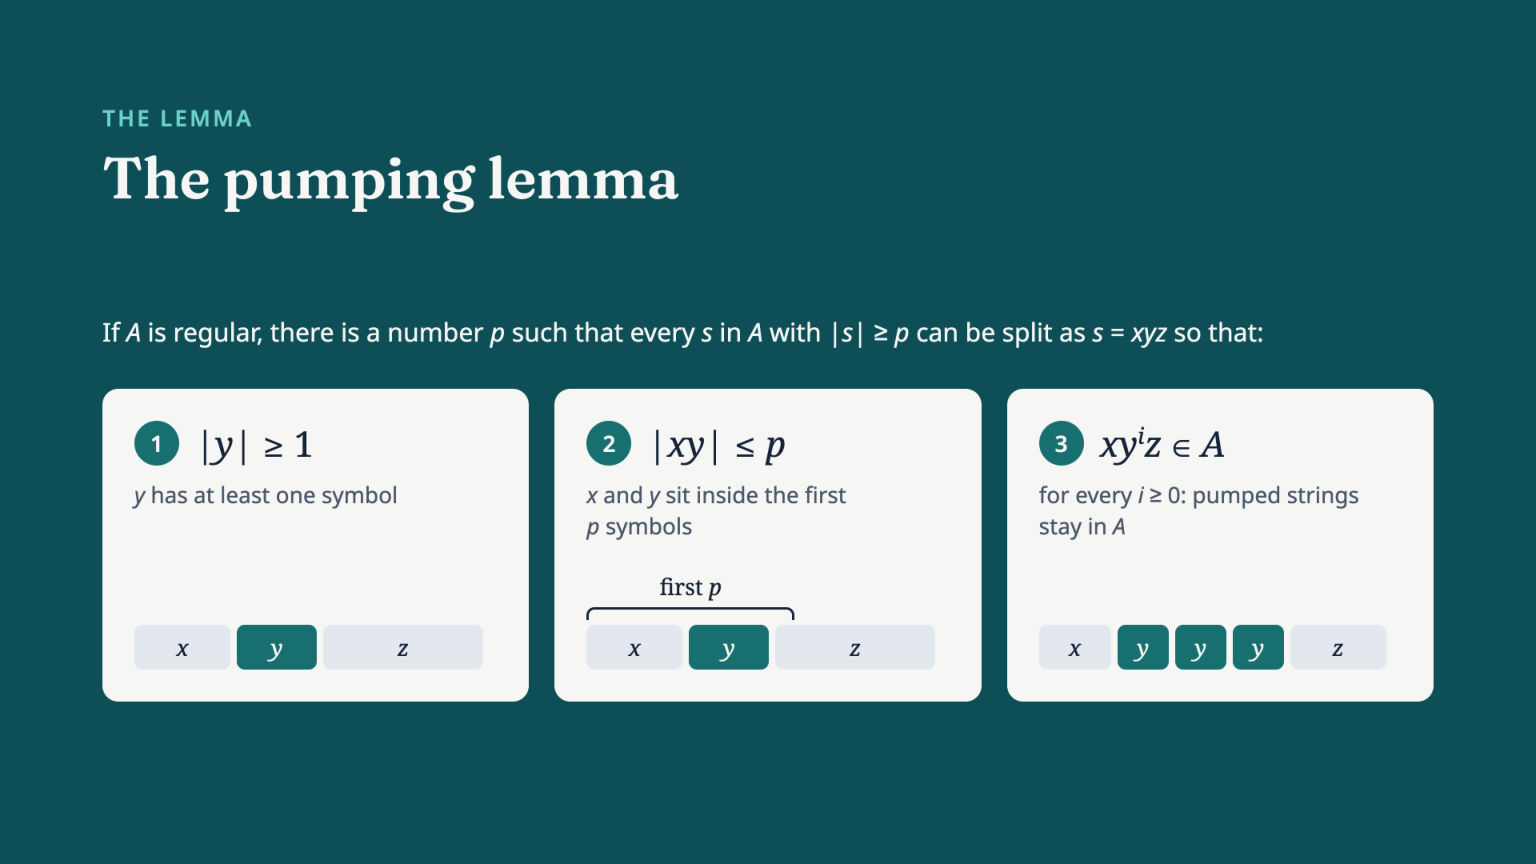 THE LEMMA
The pumping lemma
If A is regular, there is a number p such that every s in A with |s| ≥ p can be split as s = xyz so that:
1 |y| ≥ 1
y has at least one symbol
x y z
2 |xy| ≤ p
x and y sit inside the first
p symbols
first p
x y z
3 xyⁱz ∈ A
for every i ≥ 0: pumped strings
stay in A
x y y y z